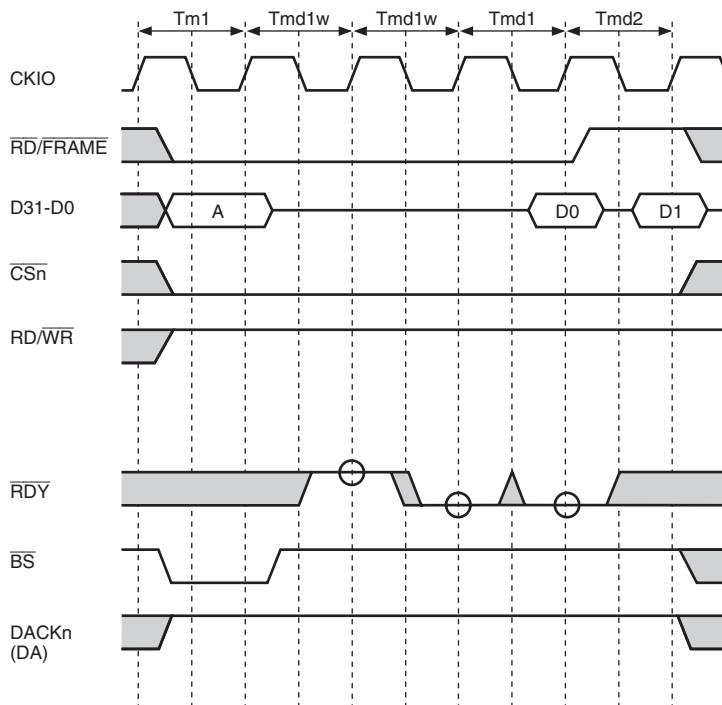 Tm1 Tmd1w Tmd1w Tmd1 Tmd2
CKIO
RD/FRAME
D31-D0 A D0 D1
CSn
RD/WR
RDY
BS
DACKn
(DA)